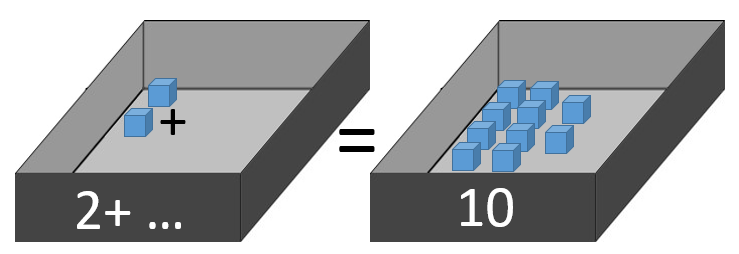 + =
2+ ... 10